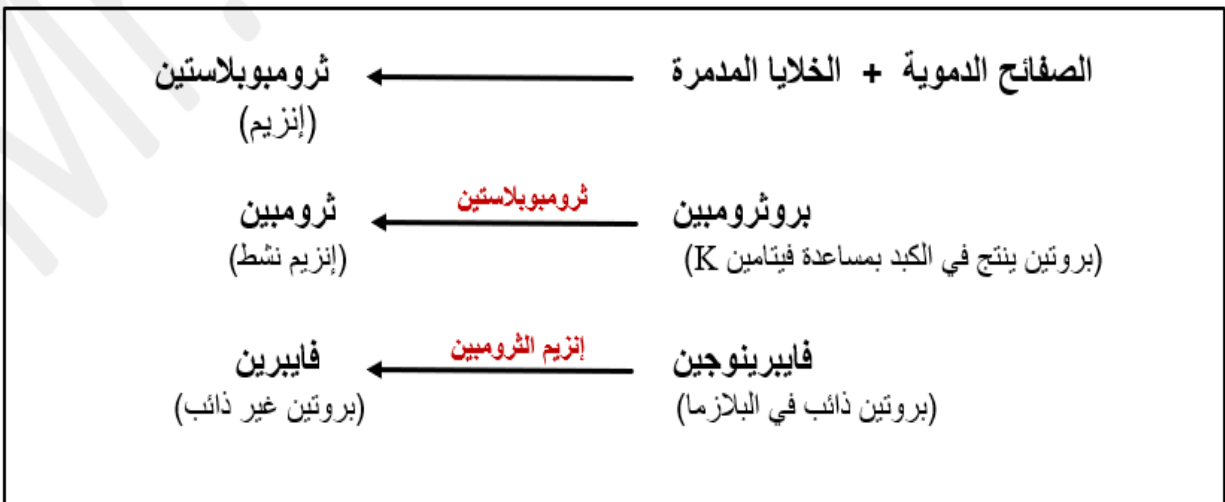 الصفائح الدموية + الخلايا المدمرة ثرومبوبلاستين
(إنزيم)
ثرومبوبلاستين
بروثرومبين ثرومبين
(بروتين ينتج في الكبد بمساعدة فيتامين K) (إنزيم نشط)
إنزيم الثرومبين
فايبرينوجين فايبرين
(بروتين ذائب في البلازما) (بروتين غير ذائب)